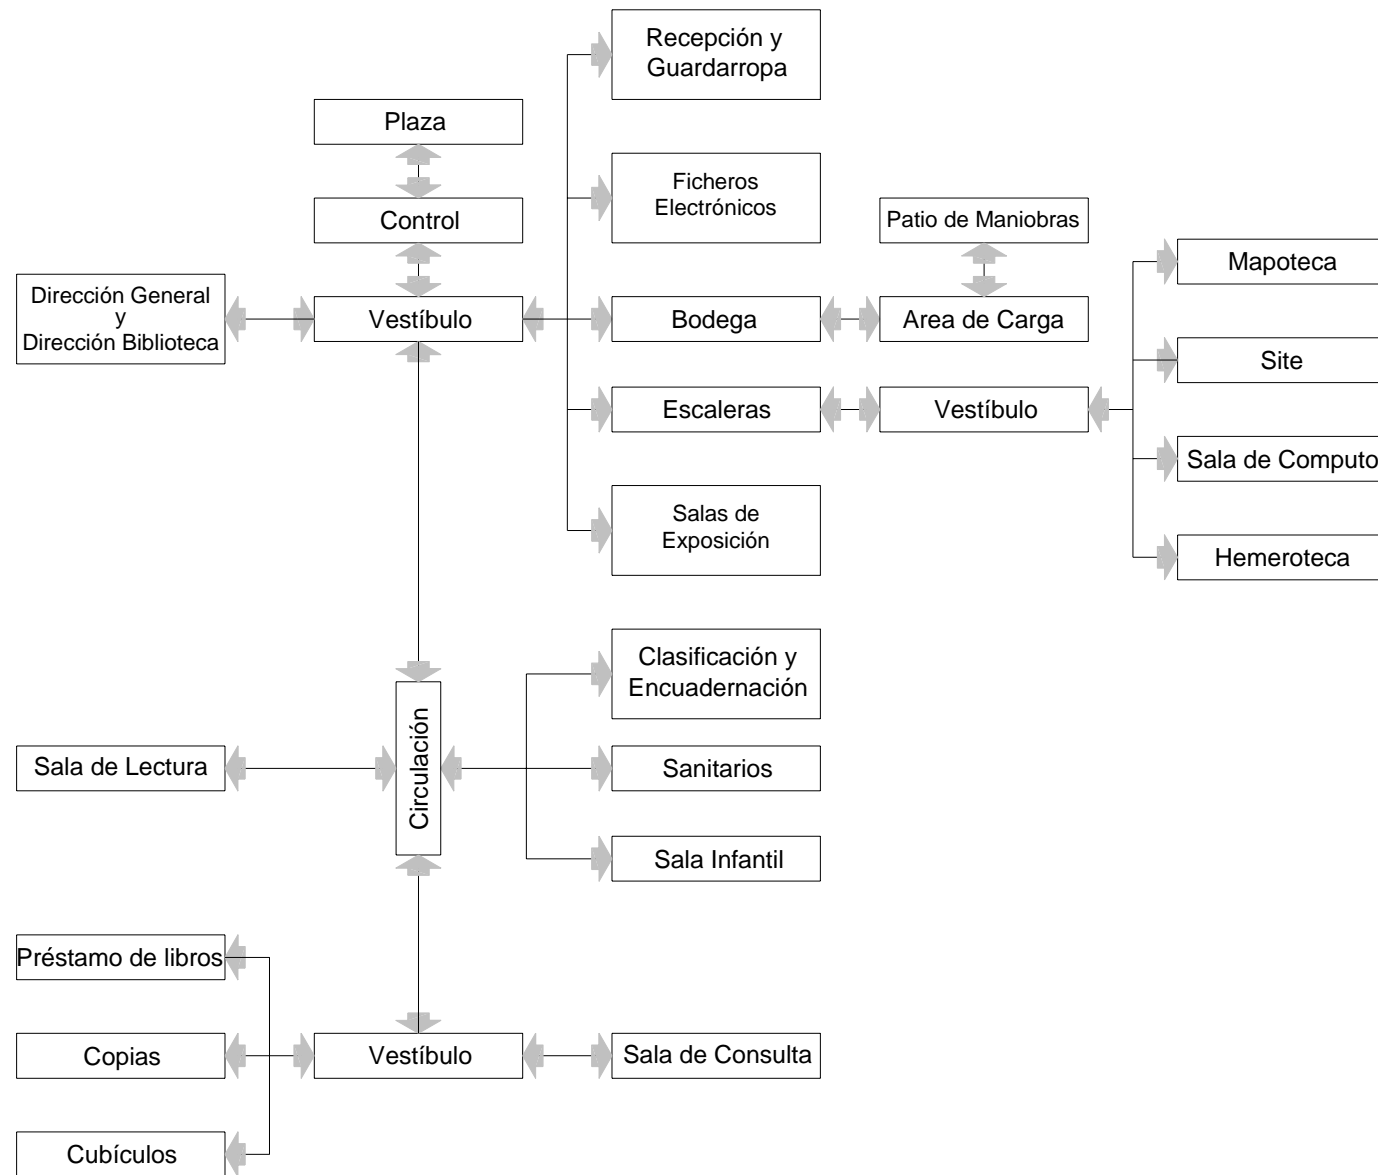 Recepción y
Guardarropa
Plaza
Ficheros
Electrónicos
Control
Patio de Maniobras
Mapoteca
Dirección General
y
Dirección Biblioteca
Vestíbulo
Bodega
Area de Carga
Site
Escaleras
Vestíbulo
Sala de Computo
Salas de
Exposición
Hemeroteca
Clasificación y
Encuadernación
Circulación
Sala de Lectura
Sanitarios
Sala Infantil
Préstamo de libros
Copias
Vestíbulo
Sala de Consulta
Cubículos